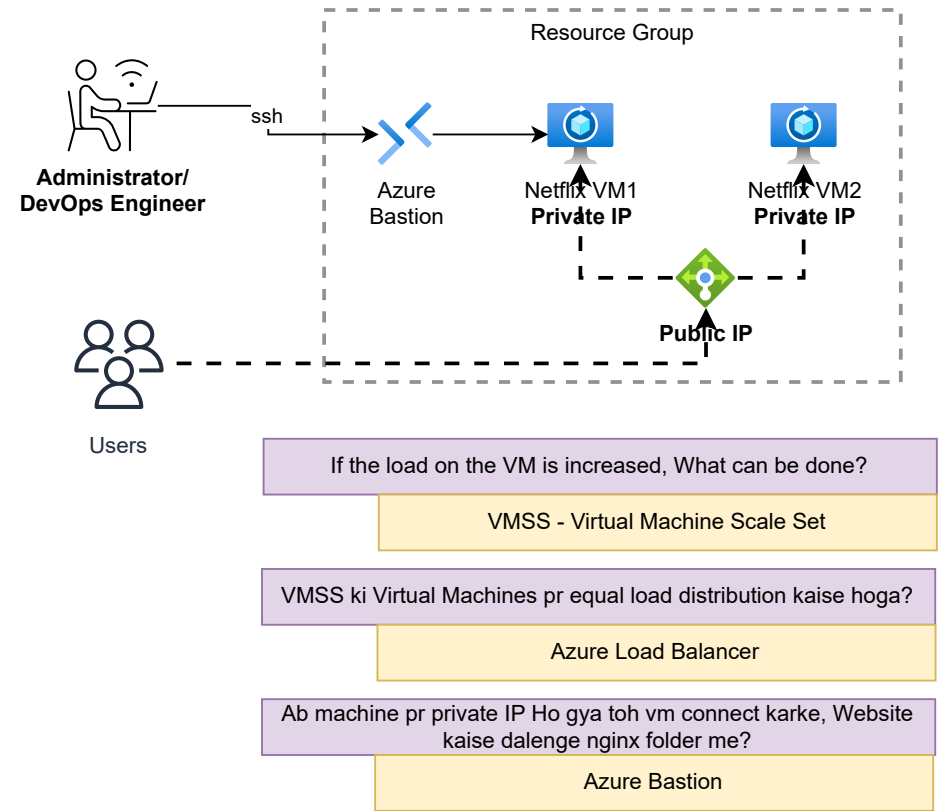 Resource Group
ssh
Administrator/
DevOps Engineer
Azure
Bastion
Netflix VM1
Private IP
Netflix VM2
Private IP
Public IP
Users
If the load on the VM is increased, What can be done?
VMSS - Virtual Machine Scale Set
VMSS ki Virtual Machines pr equal load distribution kaise hoga?
Azure Load Balancer
Ab machine pr private IP Ho gya toh vm connect karke, Website
kaise dalenge nginx folder me?
Azure Bastion